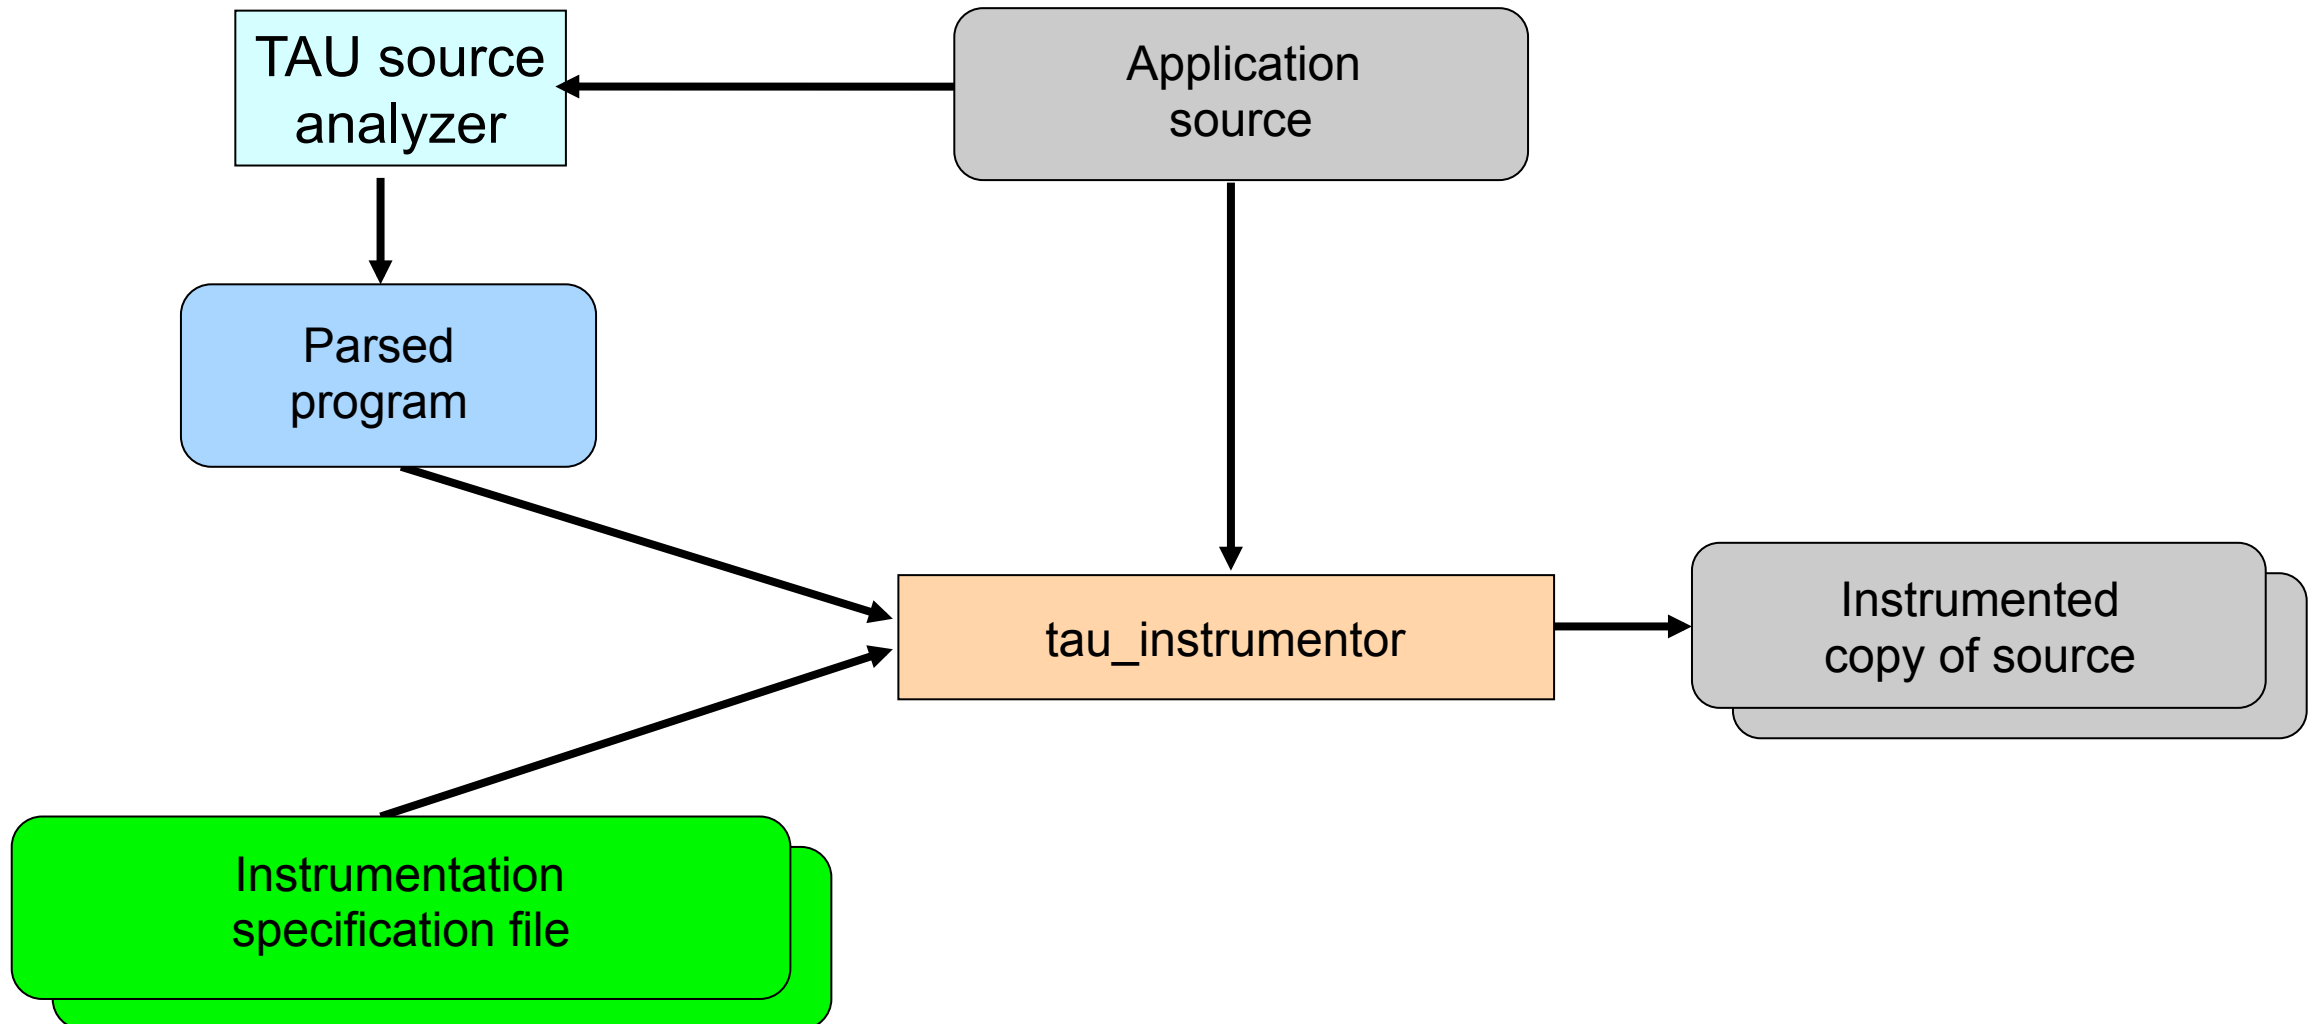 TAU source
analyzer
Application
source
Parsed
program
tau_instrumentor
Instrumented
copy of source
Instrumentation
specification file